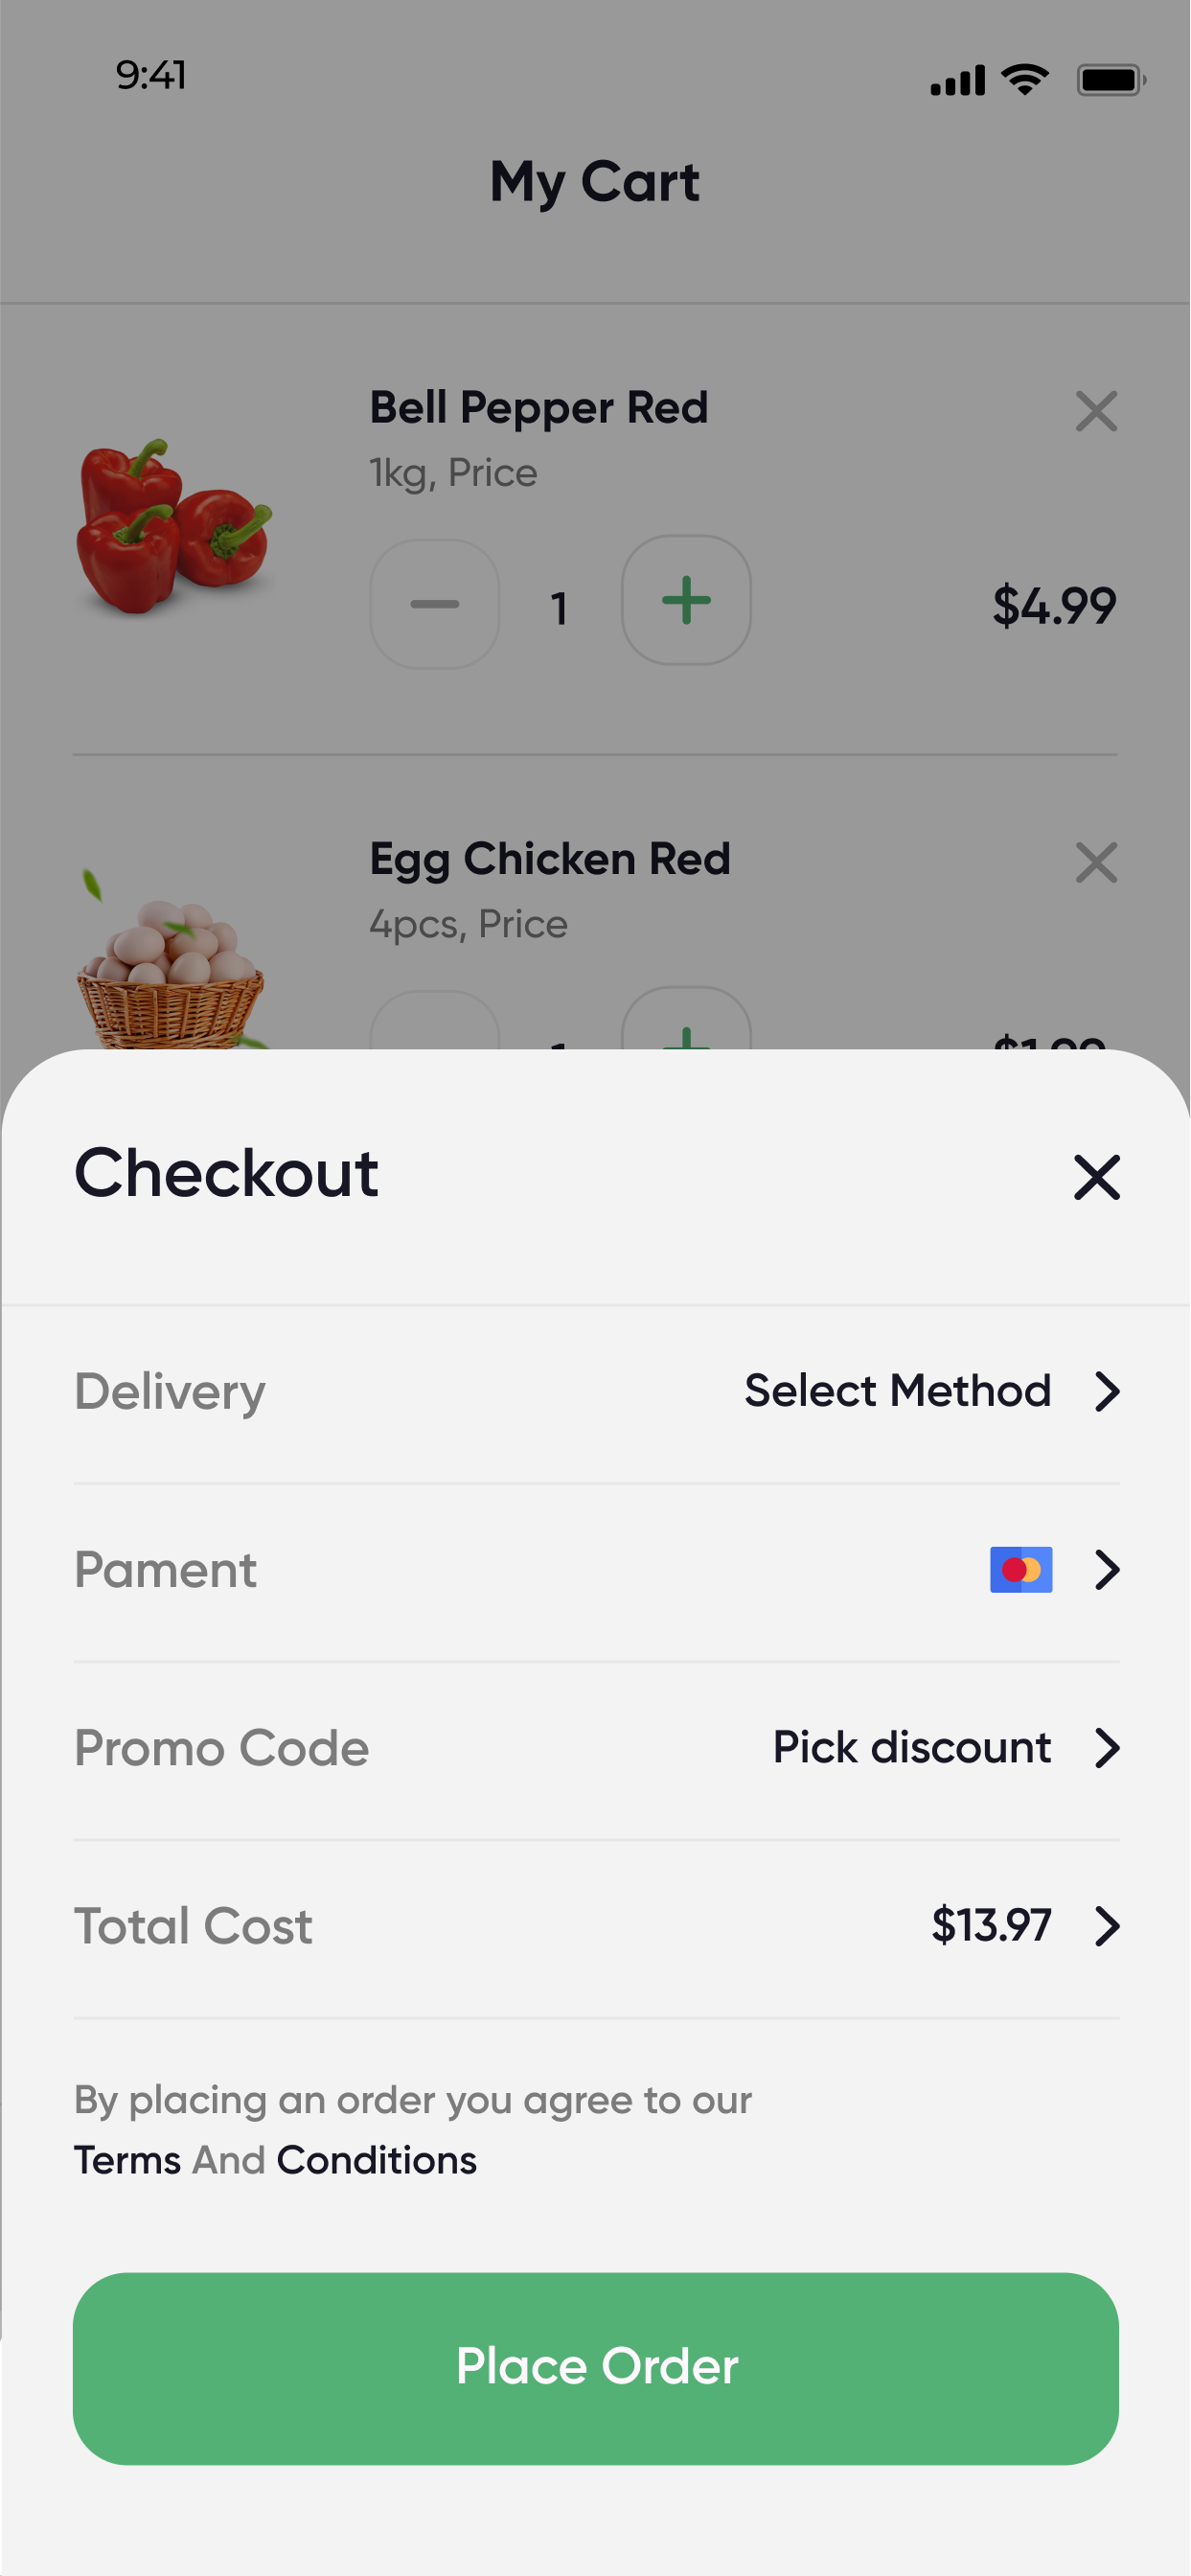 9:41
My Cart
Bell Pepper Red
1kg, Price
1
$4.99
Egg Chicken Red
4pcs, Price
Checkout
Delivery Select Method
Pament
Promo Code Pick discount
Total Cost $13.97
By placing an order you agree to our
Terms And Conditions
Place Order